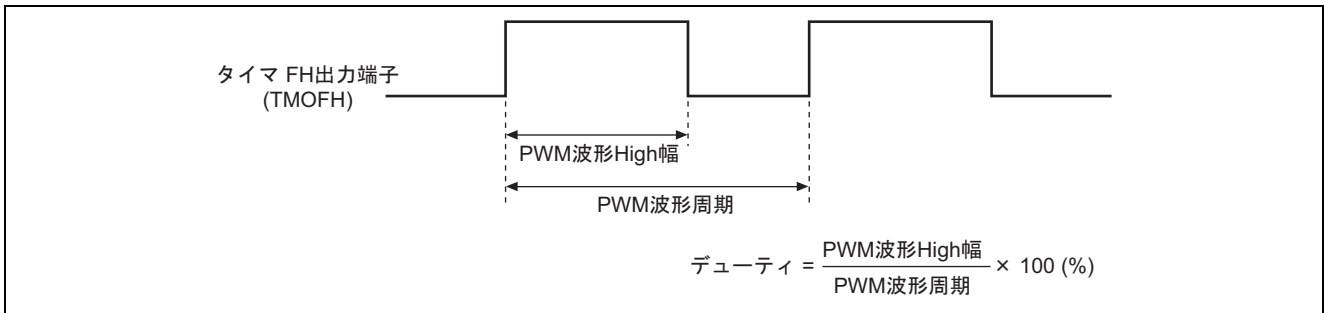 タイマ FH出力端子
(TMOFH)
PWM波形High幅
PWM波形周期
デューティ = PWM波形High幅 / PWM波形周期 × 100 (%)